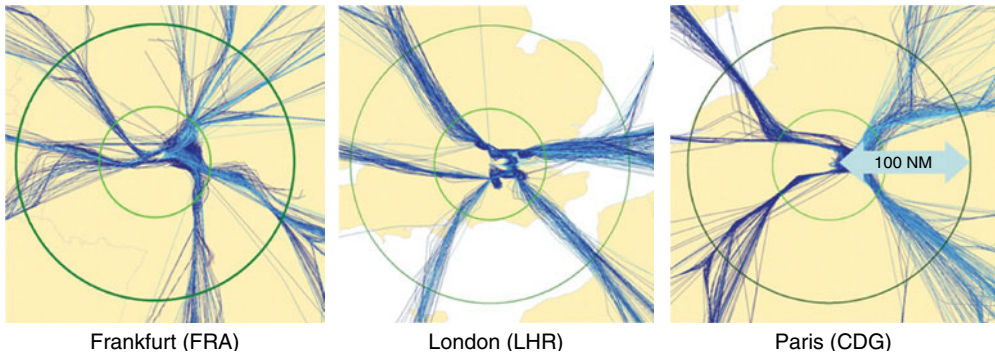 100 NM
Frankfurt (FRA)
London (LHR)
Paris (CDG)